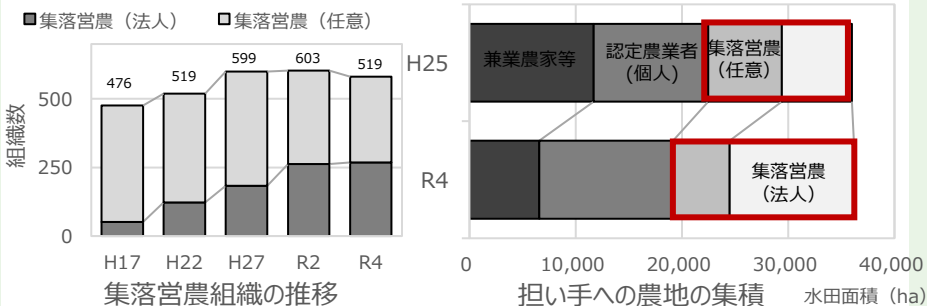 集落営農（法人） 集落営農（任意）
476 519 599 603 519
500
250
0
組織数
H17 H22 H27 R2 R4
集落営農組織の推移
H25
兼業農家等
認定農業者
(個人)
集落営農
(任意)
R4
集落営農
（法人）
0 10,000 20,000 30,000 40,000
担い手への農地の集積 水田面積（ha）